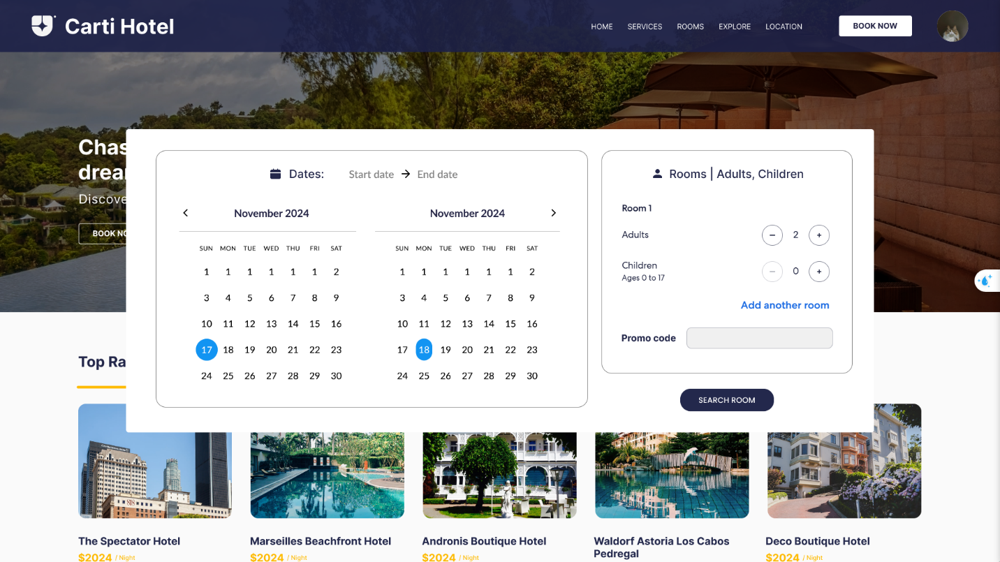 Carti Hotel
HOME SERVICES ROOMS EXPLORE LOCATION BOOK NOW
Chas
drea
Discove
BOOK NO
Dates: Start date → End date
November 2024
SUN MON TUE WED THU FRI SAT
1 1 1 1 1 1 2
3 4 5 6 7 8 9
10 11 12 13 14 15 16
17 18 19 20 21 22 23
24 25 26 27 28 29 30
November 2024
SUN MON TUE WED THU FRI SAT
1 1 1 1 1 1 2
3 4 5 6 7 8 9
10 11 12 13 14 15 16
17 18 19 20 21 22 23
24 25 26 27 28 29 30
Rooms | Adults, Children
Room 1
Adults − 2 +
Children − 0 +
Ages 0 to 17
Add another room
Promo code
SEARCH ROOM
Top Ra
The Spectator Hotel
$2024 / Night
Marseilles Beachfront Hotel
$2024 / Night
Andronis Boutique Hotel
$2024 / Night
Waldorf Astoria Los Cabos
Pedregal
Deco Boutique Hotel
$2024 / Night